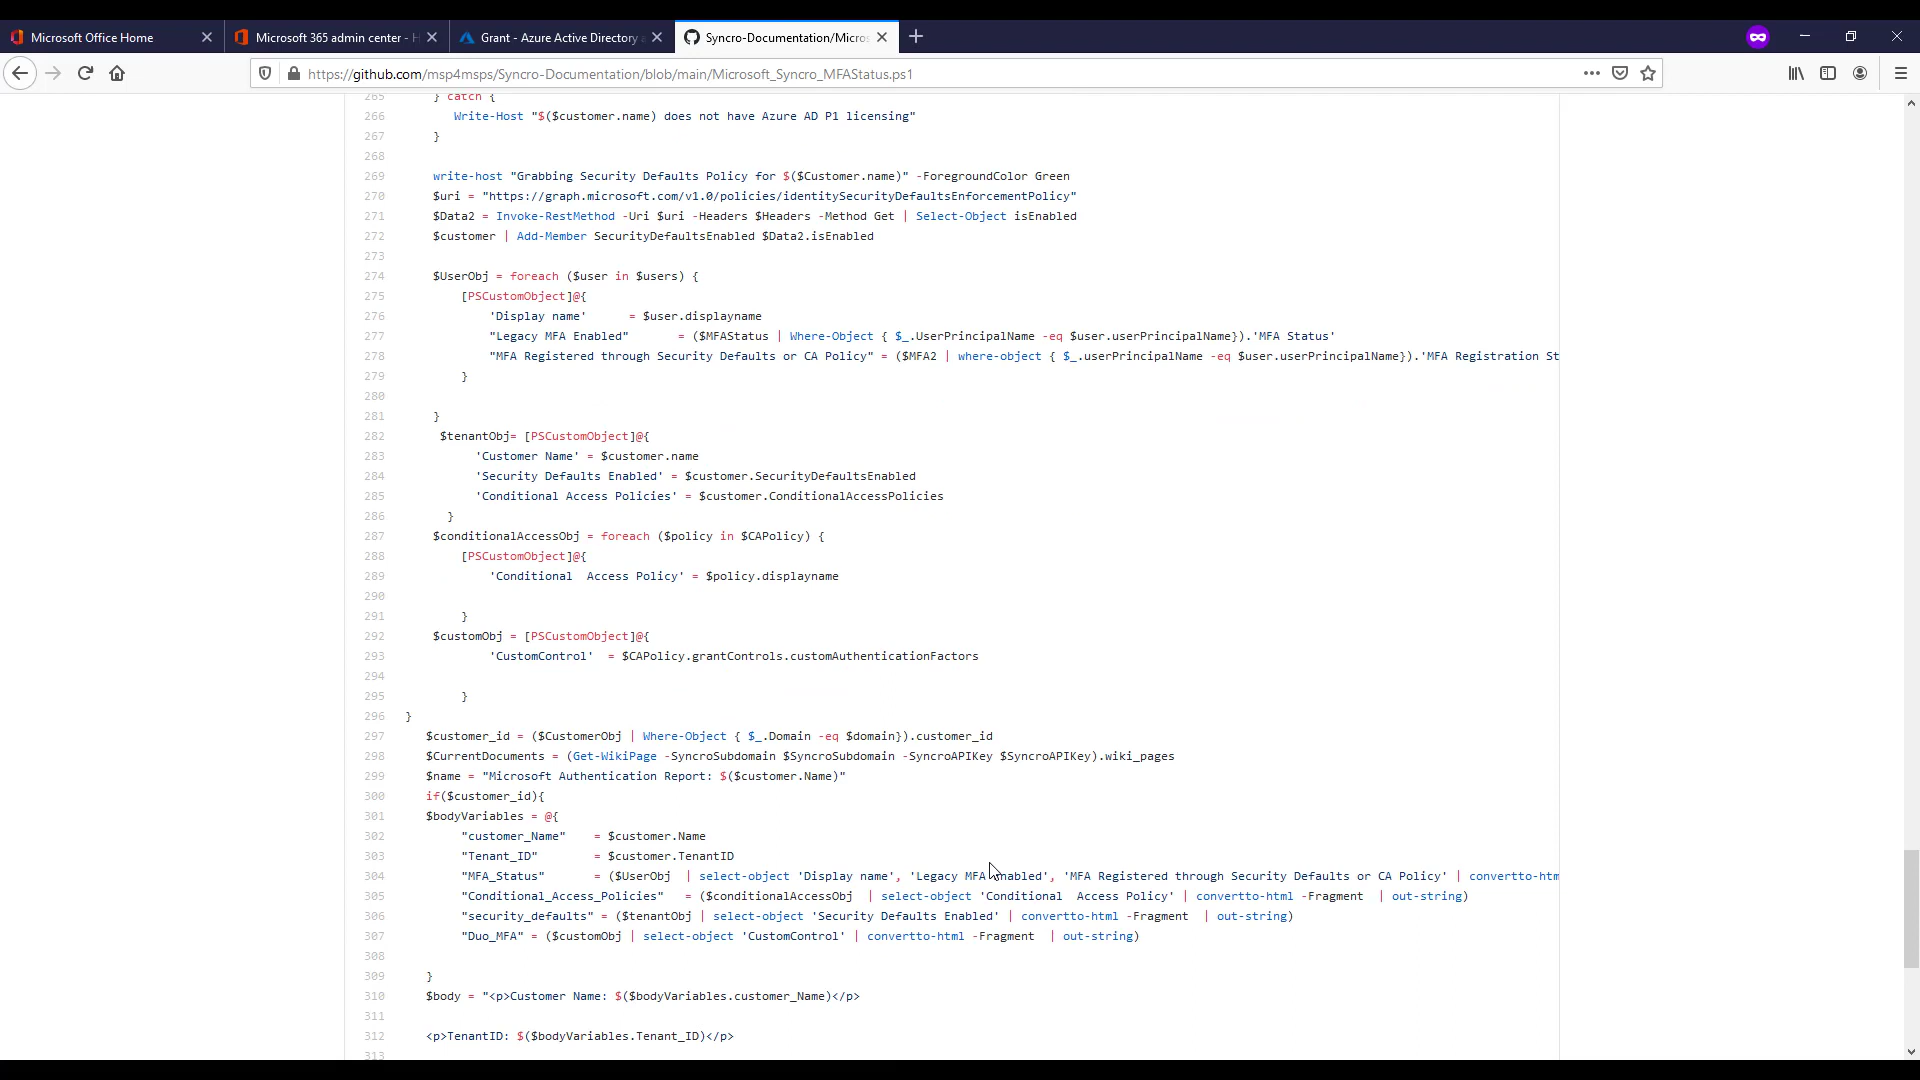 Microsoft Office Home
Microsoft 365 admin center - H
Grant - Azure Active Directory
Syncro-Documentation/Micros
https://github.com/msp4msps/Syncro-Documentation/blob/main/Microsoft_Syncro_MFAStatus.ps1
265 } catch {
266 Write-Host "$($customer.name) does not have Azure AD P1 licensing"
267 }
268
269 write-host "Grabbing Security Defaults Policy for $($Customer.name)" -ForegroundColor Green
270 $uri = "https://graph.microsoft.com/v1.0/policies/identitySecurityDefaultsEnforcementPolicy"
271 $Data2 = Invoke-RestMethod -Uri $uri -Headers $Headers -Method Get | Select-Object isEnabled
272 $customer | Add-Member SecurityDefaultsEnabled $Data2.isEnabled
273
274 $UserObj = foreach ($user in $users) {
275 [PSCustomObject]@{
276 'Display name' = $user.displayname
277 "Legacy MFA Enabled" = ($MFAStatus | Where-Object { $_.UserPrincipalName -eq $user.userPrincipalName}).'MFA Status'
278 "MFA Registered through Security Defaults or CA Policy" = ($MFA2 | where-object { $_.userPrincipalName -eq $user.userPrincipalName}).'MFA Registration St
279 }
280
281 }
282 $tenantObj= [PSCustomObject]@{
283 'Customer Name' = $customer.name
284 'Security Defaults Enabled' = $customer.SecurityDefaultsEnabled
285 'Conditional Access Policies' = $customer.ConditionalAccessPolicies
286 }
287 $conditionalAccessObj = foreach ($policy in $CAPolicy) {
288 [PSCustomObject]@{
289 'Conditional  Access Policy' = $policy.displayname
290
291 }
292 $customObj = [PSCustomObject]@{
293 'CustomControl' = $CAPolicy.grantControls.customAuthenticationFactors
294
295 }
296 }
297 $customer_id = ($CustomerObj | Where-Object { $_.Domain -eq $domain}).customer_id
298 $CurrentDocuments = (Get-WikiPage -SyncroSubdomain $SyncroSubdomain -SyncroAPIKey $SyncroAPIKey).wiki_pages
299 $name = "Microsoft Authentication Report: $($customer.Name)"
300 if($customer_id){
301 $bodyVariables = @{
302 "customer_Name" = $customer.Name
303 "Tenant_ID" = $customer.TenantID
304 "MFA_Status" = ($UserObj | select-object 'Display name', 'Legacy MFA Enabled', 'MFA Registered through Security Defaults or CA Policy' | convertto-htm
305 "Conditional_Access_Policies" = ($conditionalAccessObj | select-object 'Conditional  Access Policy' | convertto-html -Fragment | out-string)
306 "security_defaults" = ($tenantObj | select-object 'Security Defaults Enabled' | convertto-html -Fragment | out-string)
307 "Duo_MFA" = ($customObj | select-object 'CustomControl' | convertto-html -Fragment | out-string)
308
309 }
310 $body = "<p>Customer Name: $($bodyVariables.customer_Name)</p>
311
312 <p>TenantID: $($bodyVariables.Tenant_ID)</p>
313